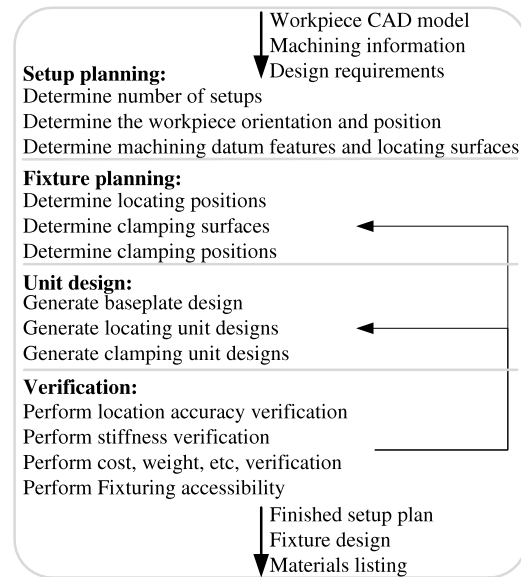 Workpiece CAD model
Machining information
Design requirements
Setup planning:
Determine number of setups
Determine the workpiece orientation and position
Determine machining datum features and locating surfaces
Fixture planning:
Determine locating positions
Determine clamping surfaces
Determine clamping positions
Unit design:
Generate baseplate design
Generate locating unit designs
Generate clamping unit designs
Verification:
Perform location accuracy verification
Perform stiffness verification
Perform cost, weight, etc, verification
Perform Fixturing accessibility
Finished setup plan
Fixture design
Materials listing